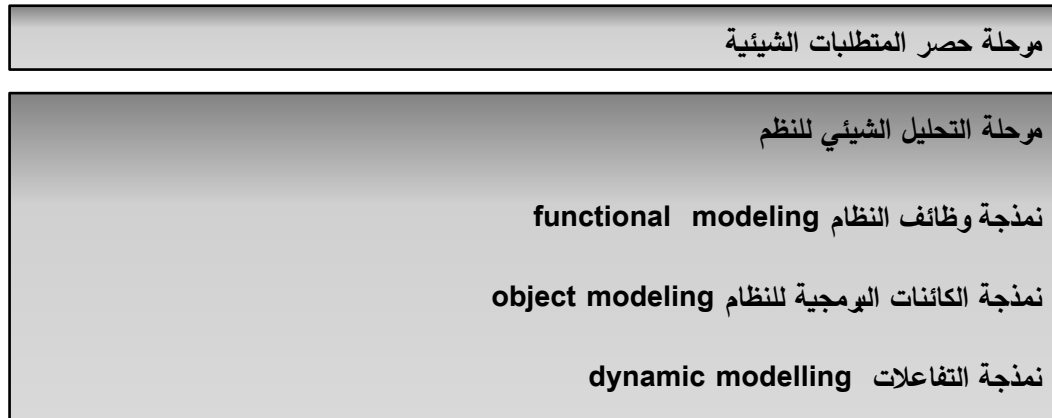 مرحلة حصر المتطلبات الشيئية
مرحلة التحليل الشيئي للنظم
نمذجة وظائف النظام functional modeling
نمذجة الكائنات البرمجية للنظام object modeling
نمذجة التفاعلات dynamic modelling